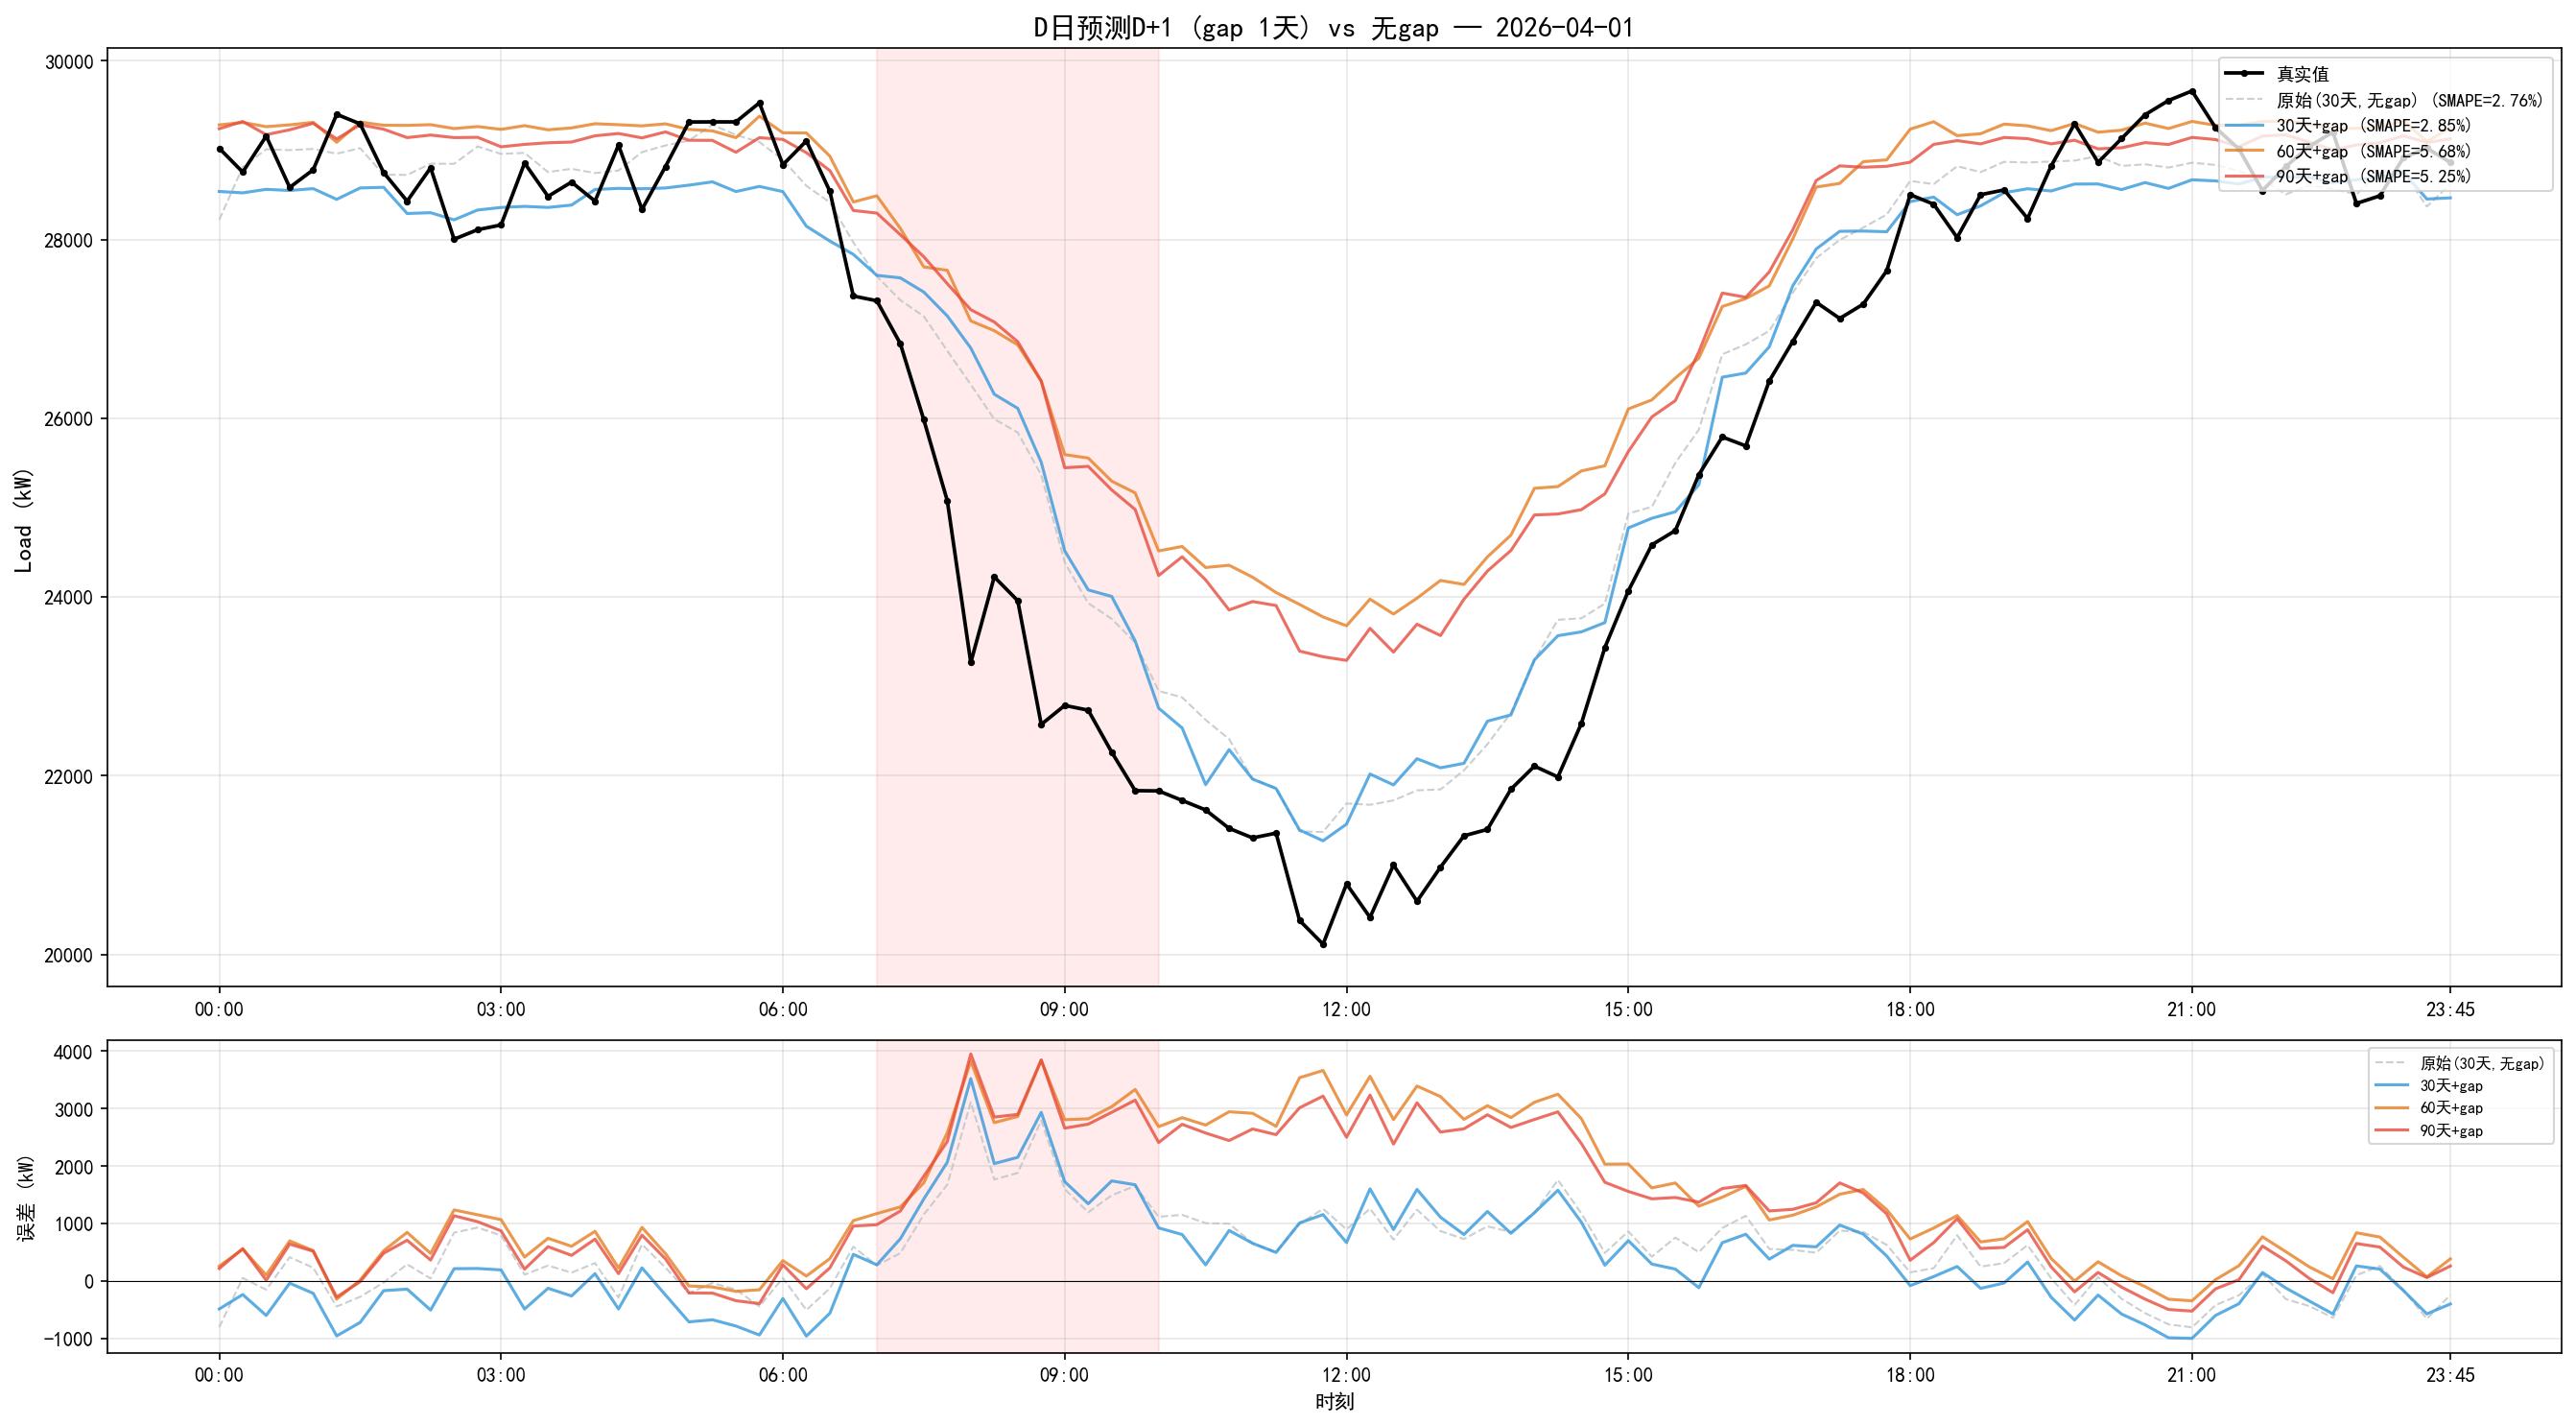 D日预测D+1 (gap 1天) vs 无gap — 2026-04-01
30000
28000
26000
24000
22000
20000
Load (kW)
真实值
原始(30天,无gap) (SMAPE=2.76%)
30天+gap (SMAPE=2.85%)
60天+gap (SMAPE=5.68%)
90天+gap (SMAPE=5.25%)
00:00
03:00
06:00
09:00
12:00
15:00
18:00
21:00
23:45
4000
3000
2000
1000
0
−1000
误差 (kW)
原始(30天,无gap)
30天+gap
60天+gap
90天+gap
00:00
03:00
06:00
09:00
12:00
15:00
18:00
21:00
23:45
时刻